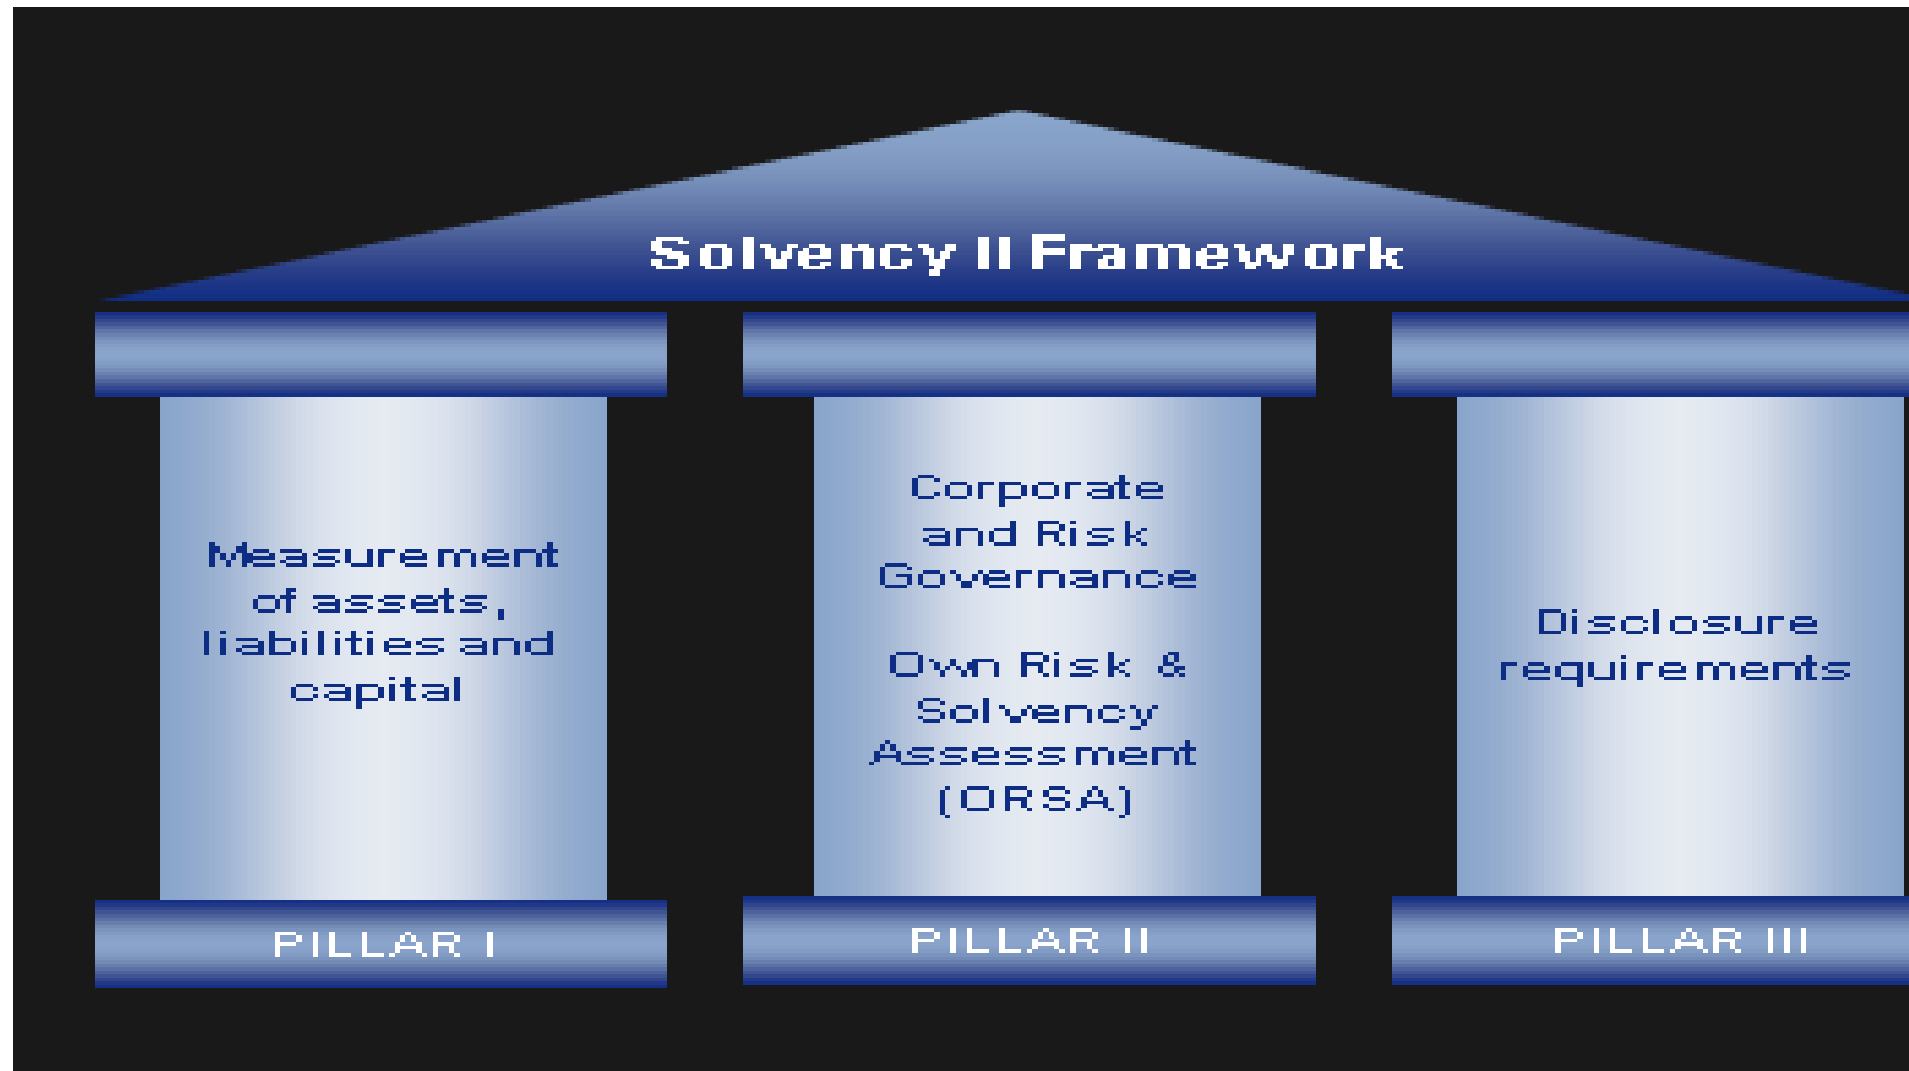 Solvency II Framework
Measurement
of assets,
liabilities and
capital
PILLAR I
Corporate
and Risk
Governance
Own Risk &
Solvency
Assessment
(ORSA)
PILLAR II
Disclosure
requirements
PILLAR III